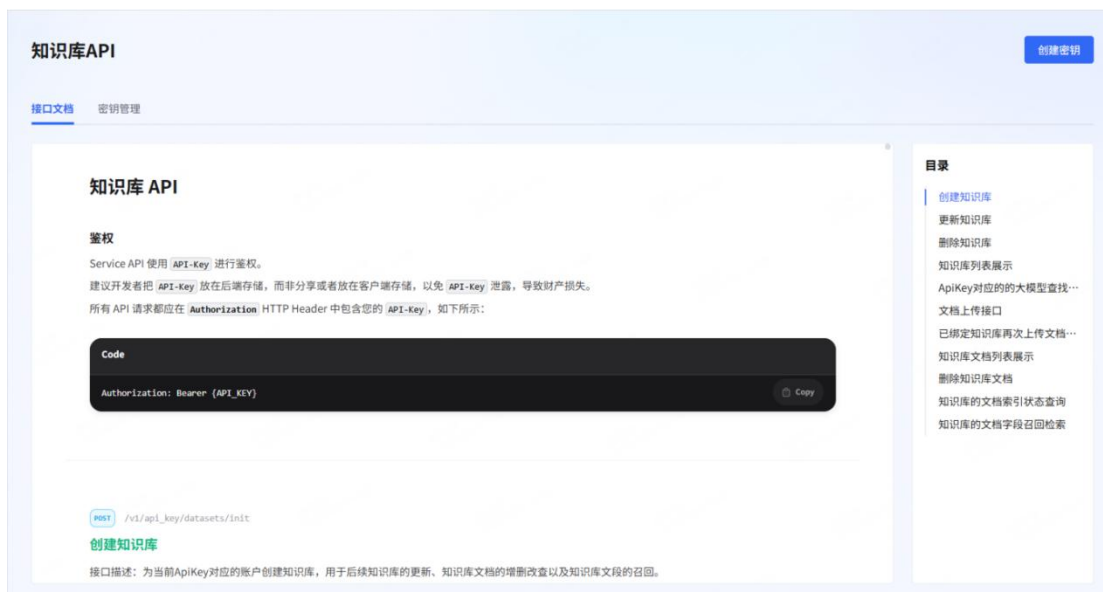 知识库API
创建密钥
接口文档 密钥管理
知识库 API
鉴权
Service API 使用 API-Key 进行鉴权。
建议开发者把 API-Key 放在后端存储，而非分享或者放在客户端存储，以免 API-Key 泄露，导致财产损失。
所有 API 请求都应在 Authorization HTTP Header 中包含您的 API-Key，如下所示：
Code
Authorization: Bearer {API_KEY}
Copy
POST /v1/api_key/datasets/init
创建知识库
接口描述：为当前ApiKey对应的账户创建知识库，用于后续知识库的更新、知识库文档的增删改查以及知识库文段的召回。
目录
创建知识库
更新知识库
删除知识库
知识库列表展示
ApiKey对应的的大模型查找…
文档上传接口
已绑定知识库再次上传文档…
知识库文档列表展示
删除知识库文档
知识库的文档索引状态查询
知识库的文档字段召回检索